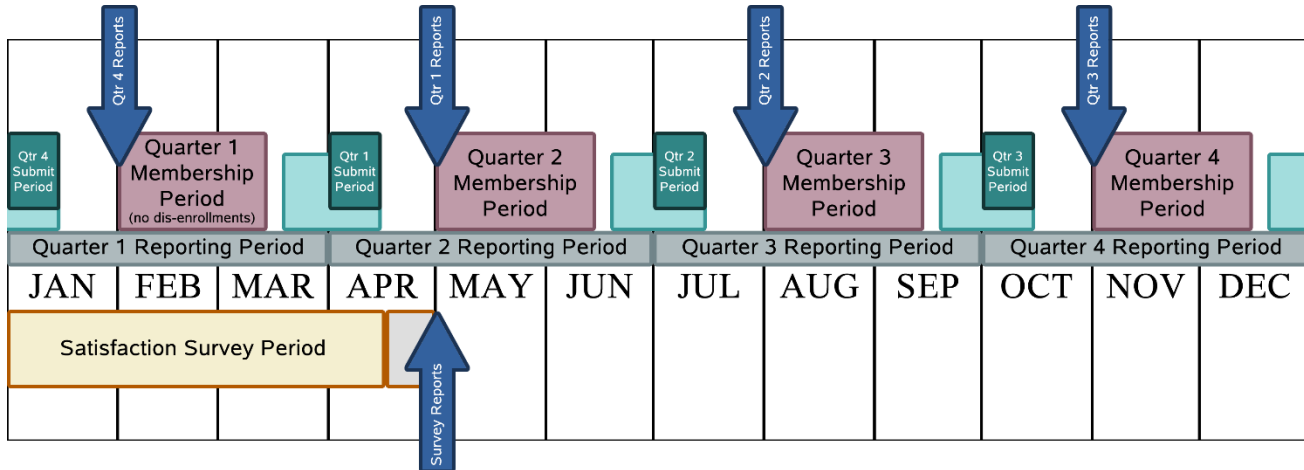 Qtr 4 Reports
Qtr 1 Reports
Qtr 2 Reports
Qtr 3 Reports
Qtr 4
Submit
Period
Quarter 1
Membership
Period
(no dis-enrollments)
Qtr 1
Submit
Period
Quarter 2
Membership
Period
Qtr 2
Submit
Period
Quarter 3
Membership
Period
Qtr 3
Submit
Period
Quarter 4
Membership
Period
Quarter 1 Reporting Period
Quarter 2 Reporting Period
Quarter 3 Reporting Period
Quarter 4 Reporting Period
JAN
FEB
MAR
APR
MAY
JUN
JUL
AUG
SEP
OCT
NOV
DEC
Satisfaction Survey Period
Survey Reports